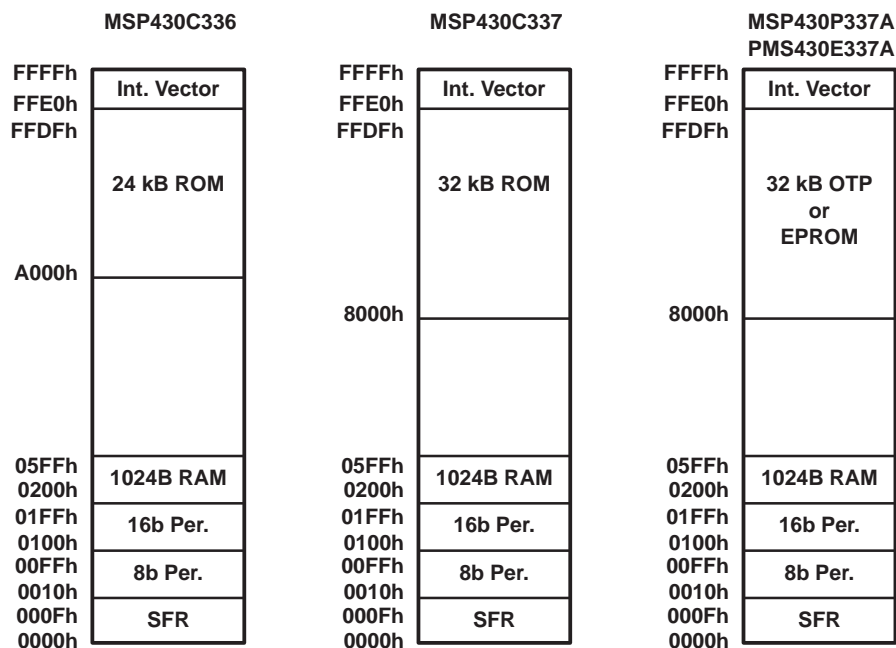 MSP430C336
FFFFh
Int. Vector
FFE0h
FFDFh
24 kB ROM
A000h
05FFh
1024B RAM
0200h
01FFh
16b Per.
0100h
00FFh
8b Per.
0010h
000Fh
SFR
0000h
MSP430C337
FFFFh
Int. Vector
FFE0h
FFDFh
32 kB ROM
8000h
05FFh
1024B RAM
0200h
01FFh
16b Per.
0100h
00FFh
8b Per.
0010h
000Fh
SFR
0000h
MSP430P337A
PMS430E337A
FFFFh
Int. Vector
FFE0h
FFDFh
32 kB OTP
or
EPROM
8000h
05FFh
1024B RAM
0200h
01FFh
16b Per.
0100h
00FFh
8b Per.
0010h
000Fh
SFR
0000h